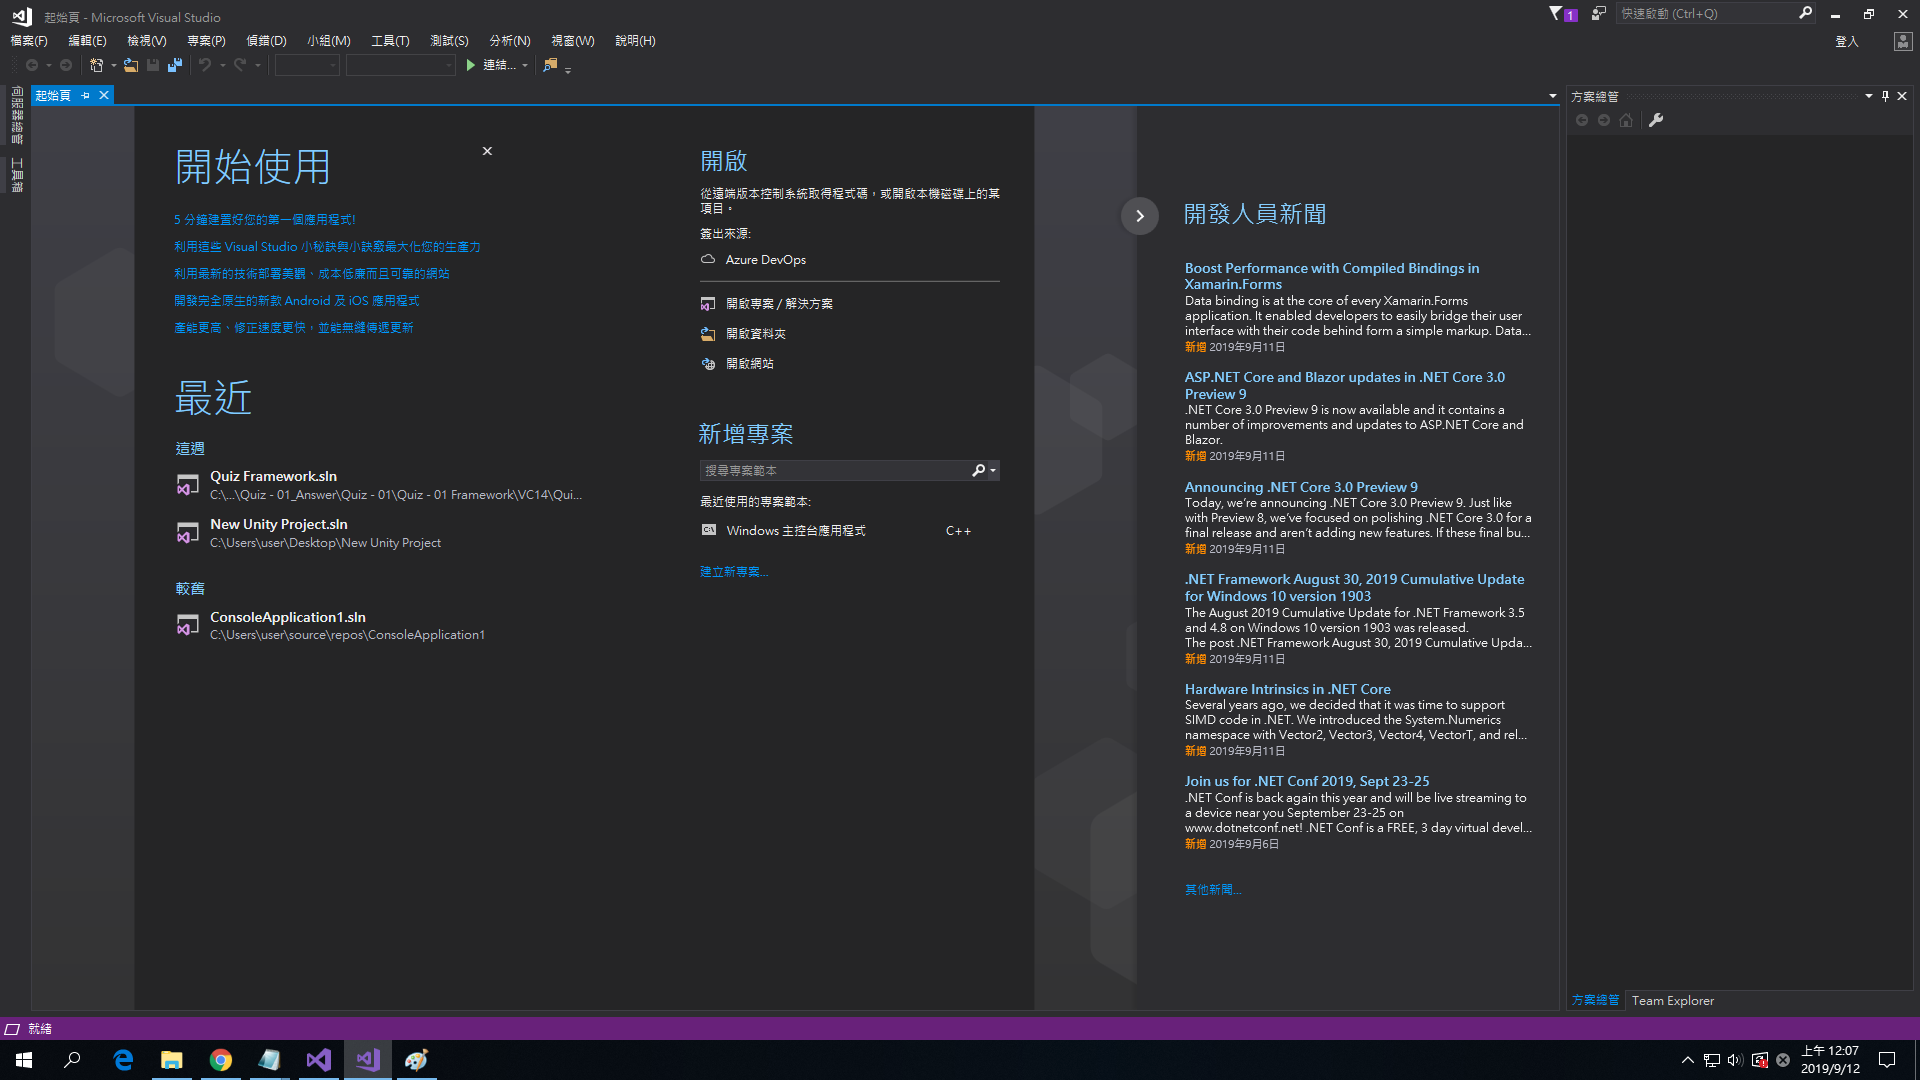 起始頁 - Microsoft Visual Studio
1
快速啟動 (Ctrl+Q)
檔案(F) 編輯(E) 檢視(V) 專案(P) 偵錯(D) 小組(M) 工具(T) 測試(S) 分析(N) 視窗(W) 說明(H)
登入
連結...
伺服器總管
工具箱
起始頁
開始使用
5 分鐘建置好您的第一個應用程式!
利用這些 Visual Studio 小秘訣與小訣竅最大化您的生產力
利用最新的技術部署美觀、成本低廉而且可靠的網站
開發完全原生的新款 Android 及 iOS 應用程式
產能更高、修正速度更快，並能無縫傳遞更新
最近
這週
Quiz Framework.sln
C:\...\Quiz - 01_Answer\Quiz - 01\Quiz - 01 Framework\VC14\Qui...
New Unity Project.sln
C:\Users\user\Desktop\New Unity Project
較舊
ConsoleApplication1.sln
C:\Users\user\source\repos\ConsoleApplication1
開啟
從遠端版本控制系統取得程式碼，或開啟本機磁碟上的某
項目。
簽出來源:
Azure DevOps
開啟專案 / 解決方案
開啟資料夾
開啟網站
新增專案
搜尋專案範本
最近使用的專案範本:
Windows 主控台應用程式 C++
建立新專案...
開發人員新聞
Boost Performance with Compiled Bindings in
Xamarin.Forms
Data binding is at the core of every Xamarin.Forms
application. It enabled developers to easily bridge their user
interface with their code behind form a simple markup. Data...
新增 2019年9月11日
ASP.NET Core and Blazor updates in .NET Core 3.0
Preview 9
.NET Core 3.0 Preview 9 is now available and it contains a
number of improvements and updates to ASP.NET Core and
Blazor.
新增 2019年9月11日
Announcing .NET Core 3.0 Preview 9
Today, we're announcing .NET Core 3.0 Preview 9. Just like
with Preview 8, we've focused on polishing .NET Core 3.0 for a
final release and aren't adding new features. If these final bu...
新增 2019年9月11日
.NET Framework August 30, 2019 Cumulative Update
for Windows 10 version 1903
The August 2019 Cumulative Update for .NET Framework 3.5
and 4.8 on Windows 10 version 1903 was released.
The post .NET Framework August 30, 2019 Cumulative Upda...
新增 2019年9月11日
Hardware Intrinsics in .NET Core
Several years ago, we decided that it was time to support
SIMD code in .NET. We introduced the System.Numerics
namespace with Vector2, Vector3, Vector4, VectorT, and rel...
新增 2019年9月11日
Join us for .NET Conf 2019, Sept 23-25
.NET Conf is back again this year and will be live streaming to
a device near you September 23-25 on
www.dotnetconf.net! .NET Conf is a FREE, 3 day virtual devel...
新增 2019年9月6日
其他新聞...
方案總管
方案總管 Team Explorer
就緒
上午 12:07
2019/9/12